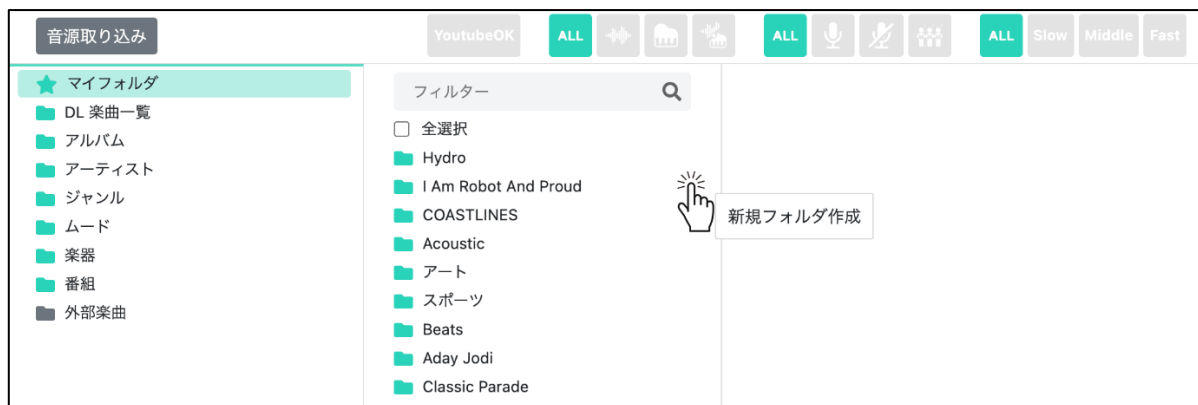 音源取り込み
YoutubeOK
ALL
ALL
ALL Slow Middle Fast
マイフォルダ
DL 楽曲一覧
アルバム
アーティスト
ジャンル
ムード
楽器
番組
外部楽曲
フィルター
全選択
Hydro
I Am Robot And Proud
COASTLINES
Acoustic
アート
スポーツ
Beats
Aday Jodi
Classic Parade
新規フォルダ作成